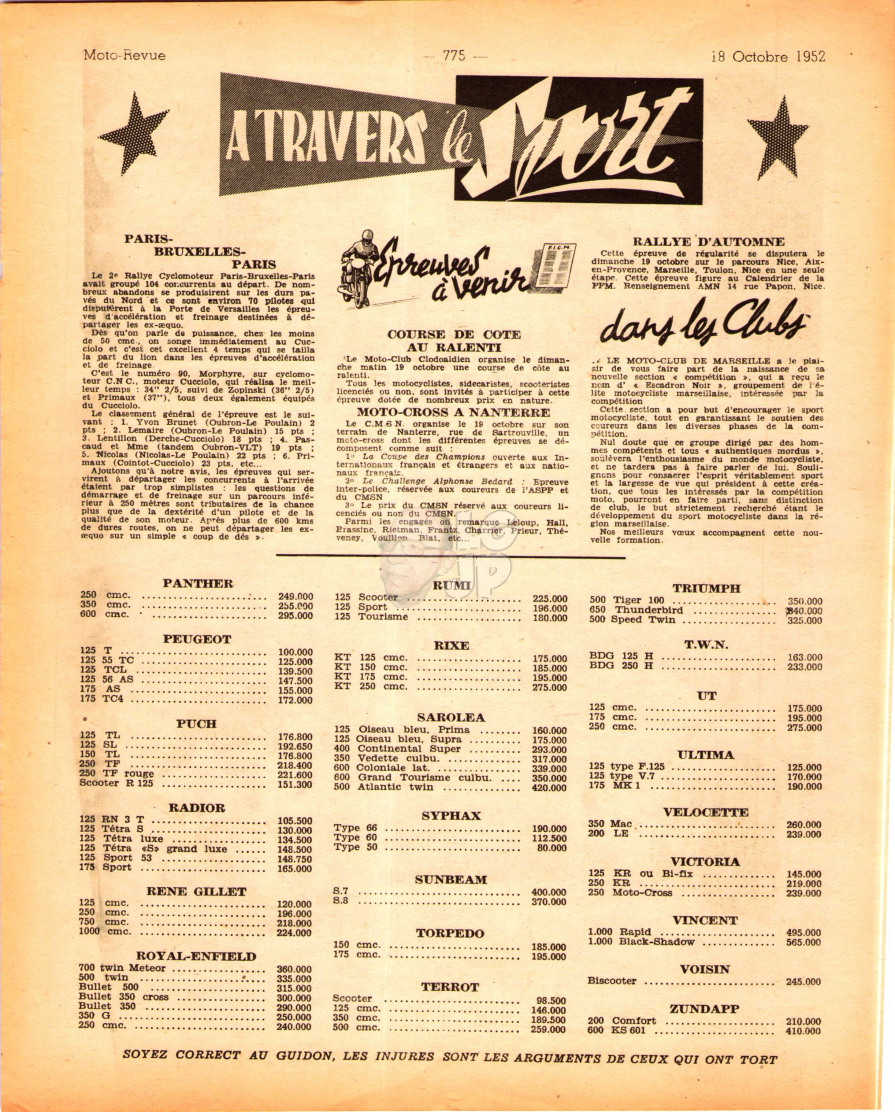 Moto-Revue
— 775 —
18 Octobre 1952
A TRAVERS le Sport
PARIS-
BRUXELLES-
PARIS
Le 2e Rallye Cyclomoteur Paris-Bruxelles-Paris
avait groupé 104 concurrents au départ. De nom-
breux abandons se produisirent sur les durs pa-
vés du Nord et ce sont environ 70 pilotes qui
disputèrent à la Porte de Versailles les épreu-
ves d'accélération et freinage destinées à dé-
partager les ex-æquo.
Dès qu'on parle de puissance, chez les moins
de 50 cmc., on songe immédiatement au Cuc-
ciolo et c'est cet excellent 4 temps qui se tailla
la part du lion dans les épreuves d'accélération
et de freinage
C'est le numéro 90, Morphyre, sur cyclomo-
teur C.N.C., moteur Cucciolo, qui réalisa le meil-
leur temps : 34" 2/5, suivi de Zopinski (36" 2/5)
et Primaux (37"), tous deux également équipés
du Cucciolo.
Le classement général de l'épreuve est le sui-
vant : 1. Yvon Brunet (Oubron-Le Poulain) 2
pts ; 2. Lemaire (Oubron-Le Poulain) 15 pts ;
3. Lentillon (Derche-Cucciolo) 18 pts ; 4. Pas-
caud et Mme (tandem Oubron-VLT) 19 pts ;
5. Nicolas (Nicolas-Le Poulain) 22 pts ; 6. Pri-
maux (Cointot-Cucciolo) 23 pts, etc...
Ajoutons qu'à notre avis, les épreuves qui ser-
virent à départager les concurrents à l'arrivée
étaient par trop simplistes : les questions de
démarrage et de freinage sur un parcours infé-
rieur à 250 mètres sont tributaires de la chance
plus que de la dextérité d'un pilote et de la
qualité de son moteur. Après plus de 600 kms
de dures routes, on ne peut départager les ex-
æquo sur un simple « coup de dés ».
Epreuves
à venir
F.I.C.M.
COURSE DE COTE
AU RALENTI
Le Moto-Club Clodoaldien organise le diman-
che matin 19 octobre une course de côte au
ralenti.
Tous les motocyclistes, sidecaristes, scooteristes
licenciés ou non, sont invités à participer à cette
épreuve dotée de nombreux prix en nature.
MOTO-CROSS A NANTERRE
Le C.M.S.N. organise le 19 octobre sur son
terrain de Nanterre, rue de Sartrouville, un
moto-cross dont les différentes épreuves se dé-
composent comme suit :
1o La Coupe des Champions ouverte aux In-
ternationaux français et étrangers et aux natio-
naux français.
2o Le Challenge Alphonse Bedard : Epreuve
inter-police, réservée aux coureurs de l'ASPP et
du CMSN
3o Le prix du CMSN réservé aux coureurs li-
cenciés ou non du CMSN.
Parmi les engagés on remarque Leloup, Hall,
Brassine, Rietman, Frantz, Charrier, Prieur, Thé-
veney, Vouillon, Blat, etc...
RALLYE D'AUTOMNE
Cette épreuve de régularité se disputera le
dimanche 19 octobre sur le parcours Nice, Aix-
en-Provence, Marseille, Toulon, Nice en une seule
étape. Cette épreuve figure au Calendrier de la
FFM. Renseignement AMN 14 rue Papon, Nice.
dans les Clubs
LE MOTO-CLUB DE MARSEILLE a le plai-
sir de vous faire part de la naissance de sa
nouvelle section « compétition », qui a reçu le
nom d' « Escadron Noir », groupement de l'é-
lite motocycliste marseillaise, intéressée par la
compétition
Cette section a pour but d'encourager le sport
motocycliste, tout en garantissant le soutien des
coureurs dans les diverses phases de la com-
pétition.
Nul doute que ce groupe dirigé par des hom-
mes compétents et tous « authentiques mordus »,
soulèvera l'enthousiasme du monde motocycliste,
et ne tardera pas à faire parler de lui. Souli-
gnons pour consacrer l'esprit véritablement sport
et la largesse de vue qui président à cette créa-
tion, que tous les intéressés par la compétition
moto, pourront en faire parti, sans distinction
de club, le but strictement recherché étant le
développement du sport motocycliste dans la ré-
gion marseillaise.
Nos meilleurs vœux accompagnent cette nou-
velle formation.
PANTHER
250 cmc. .................... 249.000
350 cmc. .................... 255.000
600 cmc. .................... 295.000
PEUGEOT
125 T .................... 100.000
125 55 TC .................... 125.000
125 TCL .................... 139.500
125 56 AS .................... 147.500
175 AS .................... 155.000
175 TC4 .................... 172.000
PUCH
125 TL .................... 176.800
125 SL .................... 192.650
150 TL .................... 176.800
250 TF .................... 218.400
250 TF rouge .................... 221.600
Scooter R 125 .................... 151.300
RADIOR
125 RN 3 T .................... 105.500
125 Tétra S .................... 130.000
125 Tétra luxe .................... 134.500
125 Tétra «S» grand luxe ...... 148.500
125 Sport 53 .................... 148.750
175 Sport .................... 165.000
RENE GILLET
125 cmc. .................... 120.000
250 cmc. .................... 196.000
750 cmc. .................... 218.000
1000 cmc. .................... 224.000
ROYAL-ENFIELD
700 twin Meteor .................... 360.000
500 twin .................... 335.000
Bullet 500 .................... 315.000
Bullet 350 cross .................... 300.000
Bullet 350 .................... 290.000
350 G .................... 250.000
250 cmc. .................... 240.000
RUMI
125 Scooter .................... 225.000
125 Sport .................... 196.000
125 Tourisme .................... 180.000
RIXE
KT 125 cmc. .................... 175.000
KT 150 cmc. .................... 185.000
KT 175 cmc. .................... 195.000
KT 250 cmc. .................... 275.000
SAROLEA
125 Oiseau bleu, Prima ....... 160.000
125 Oiseau bleu, Supra ....... 175.000
400 Continental Super .......... 293.000
350 Vedette culbu. .......... 317.000
600 Coloniale lat. .......... 339.000
600 Grand Tourisme culbu. .... 350.000
500 Atlantic twin .......... 420.000
SYPHAX
Type 66 .................... 190.000
Type 60 .................... 112.500
Type 50 .................... 80.000
SUNBEAM
S.7 .................... 400.000
S.8 .................... 370.000
TORPEDO
150 cmc. .................... 185.000
175 cmc. .................... 195.000
TERROT
Scooter .................... 98.500
125 cmc. .................... 146.000
350 cmc. .................... 189.500
500 cmc. .................... 259.000
TRIUMPH
500 Tiger 100 .................... 350.000
650 Thunderbird .................... 340.000
500 Speed Twin .................... 325.000
T.W.N.
BDG 125 H .................... 163.000
BDG 250 H .................... 233.000
UT
125 cmc. .................... 175.000
175 cmc. .................... 195.000
250 cmc. .................... 275.000
ULTIMA
125 type F.125 .................... 125.000
125 type V.7 .................... 170.000
175 MK 1 .................... 190.000
VELOCETTE
350 Mac .................... 260.000
200 LE .................... 239.000
VICTORIA
125 KR ou Bi-fix .................... 145.000
250 KR .................... 219.000
250 Moto-Cross .................... 239.000
VINCENT
1.000 Rapid .................... 495.000
1.000 Black-Shadow .................... 565.000
VOISIN
Biscooter .................... 245.000
ZUNDAPP
200 Comfort .................... 210.000
600 KS 601 .................... 410.000
SOYEZ CORRECT AU GUIDON, LES INJURES SONT LES ARGUMENTS DE CEUX QUI ONT TORT